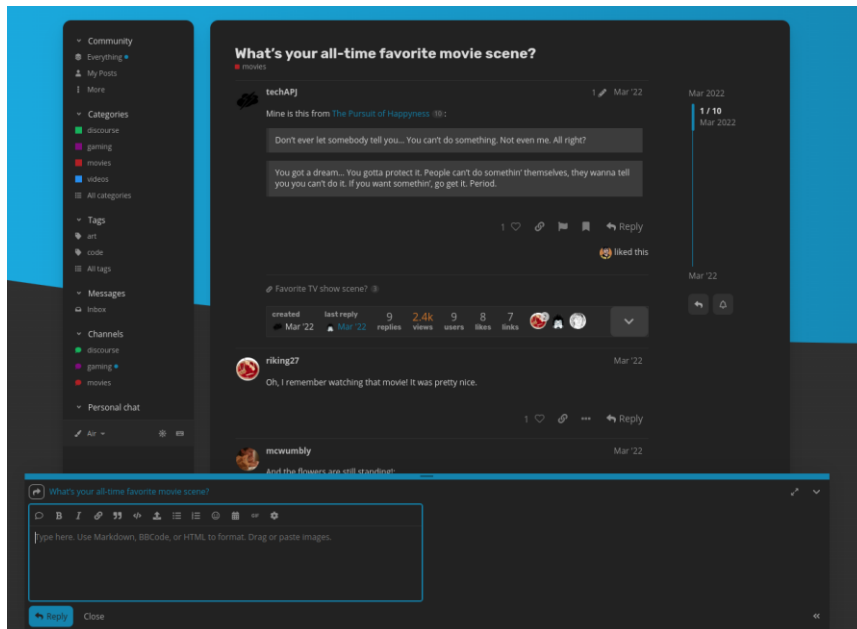 Community
Everything
My Posts
More
Categories
discourse
gaming
movies
videos
All categories
Tags
art
code
All tags
Messages
Inbox
Channels
discourse
gaming
movies
Personal chat
Air
What's your all-time favorite movie scene?
movies
techAPJ
1 Mar '22
Mine is this from The Pursuit of Happyness 10 :
Don't ever let somebody tell you... You can't do something. Not even me. All right?
You got a dream... You gotta protect it. People can't do somethin' themselves, they wanna tell
you you can't do it. If you want somethin', go get it. Period.
1 Reply
liked this
Favorite TV show scene? 3
created last reply 9 2.4k 9 8 7
Mar '22 Mar '22 replies views users likes links
riking27
Mar '22
Oh, I remember watching that movie! It was pretty nice.
1 Reply
mcwumbly
Mar '22
And the flowers are still standing!:
Mar 2022
1 / 10
Mar 2022
Mar '22
What's your all-time favorite movie scene?
B I GIF
Type here. Use Markdown, BBCode, or HTML to format. Drag or paste images.
Reply Close